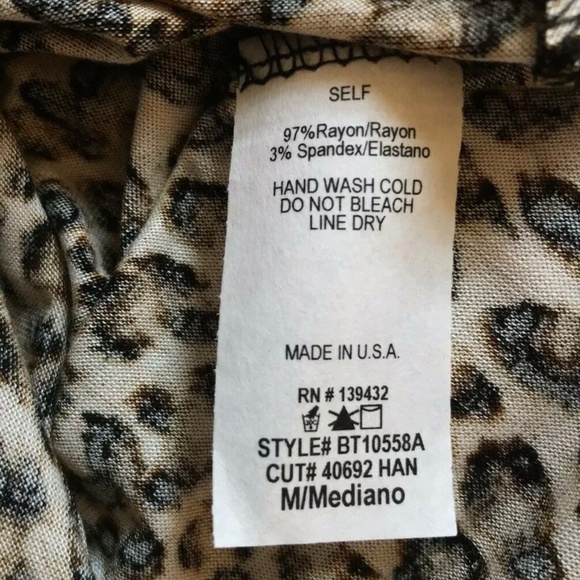 SELF
97%Rayon/Rayon
3% Spandex/Elastano
HAND WASH COLD
DO NOT BLEACH
LINE DRY
MADE IN U.S.A.
RN # 139432
STYLE# BT10558A
CUT# 40692 HAN
M/Mediano